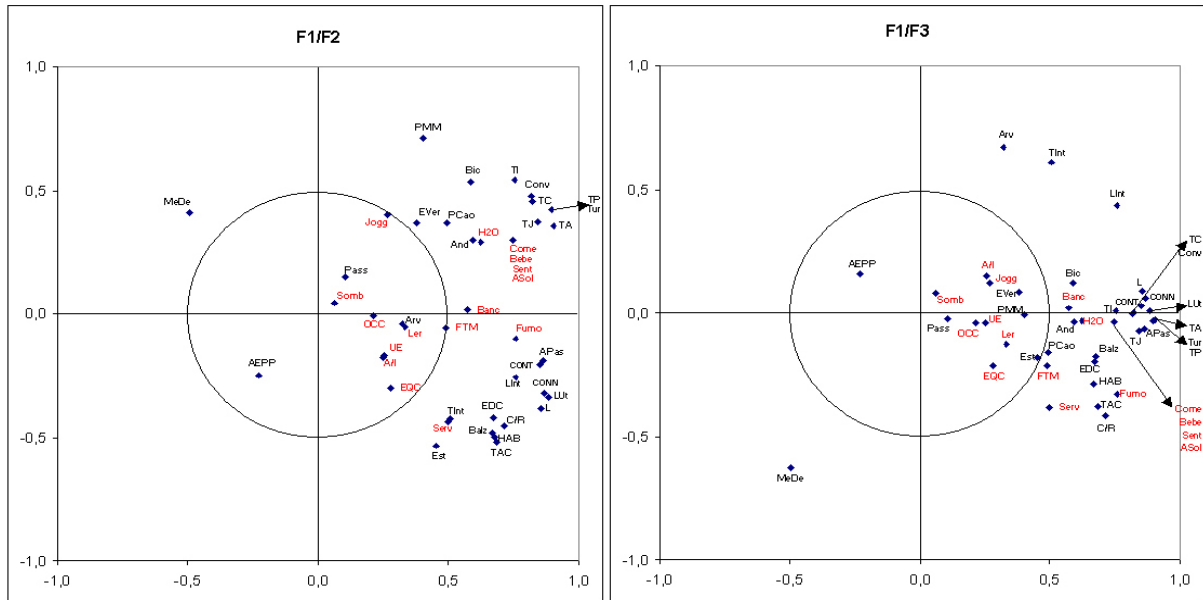 F1/F2
1,0
PMM
Bic
TI
Conv
TC
TP
Tur
MeDe
0,5
Jogg
EVer
PCao
H2O
And
TJ
TA
Come
Bebe
Sent
ASol
Pass
Somb
Banc
0,0
OCC
Arv
Ler
FTM
Fumo
UE
A/I
AEPP
APas
CONT
LInt
CONN
LUt
L
EQC
TInt
EDC
C/R
Serv
Balz
HAB
TAC
Est
-0,5
-1,0
-1,0
-0,5
0,0
0,5
1,0
F1/F3
1,0
Arv
TInt
0,5
LInt
TC
Conv
AEPP
A/I
Jogg
Bic
L
EVer
Somb
Banc
CONT
CONN
LUt
TI
PMM
0,0
Pass
OCC
UE
And
H2O
TA
Ler
TJ
APas
Tur
TP
Est
PCao
Balz
EQC
FTM
EDC
HAB
Fumo
Serv
TAC
C/R
Come
Bebe
Sent
ASol
-0,5
MeDe
-1,0
-1,0
-0,5
0,0
0,5
1,0